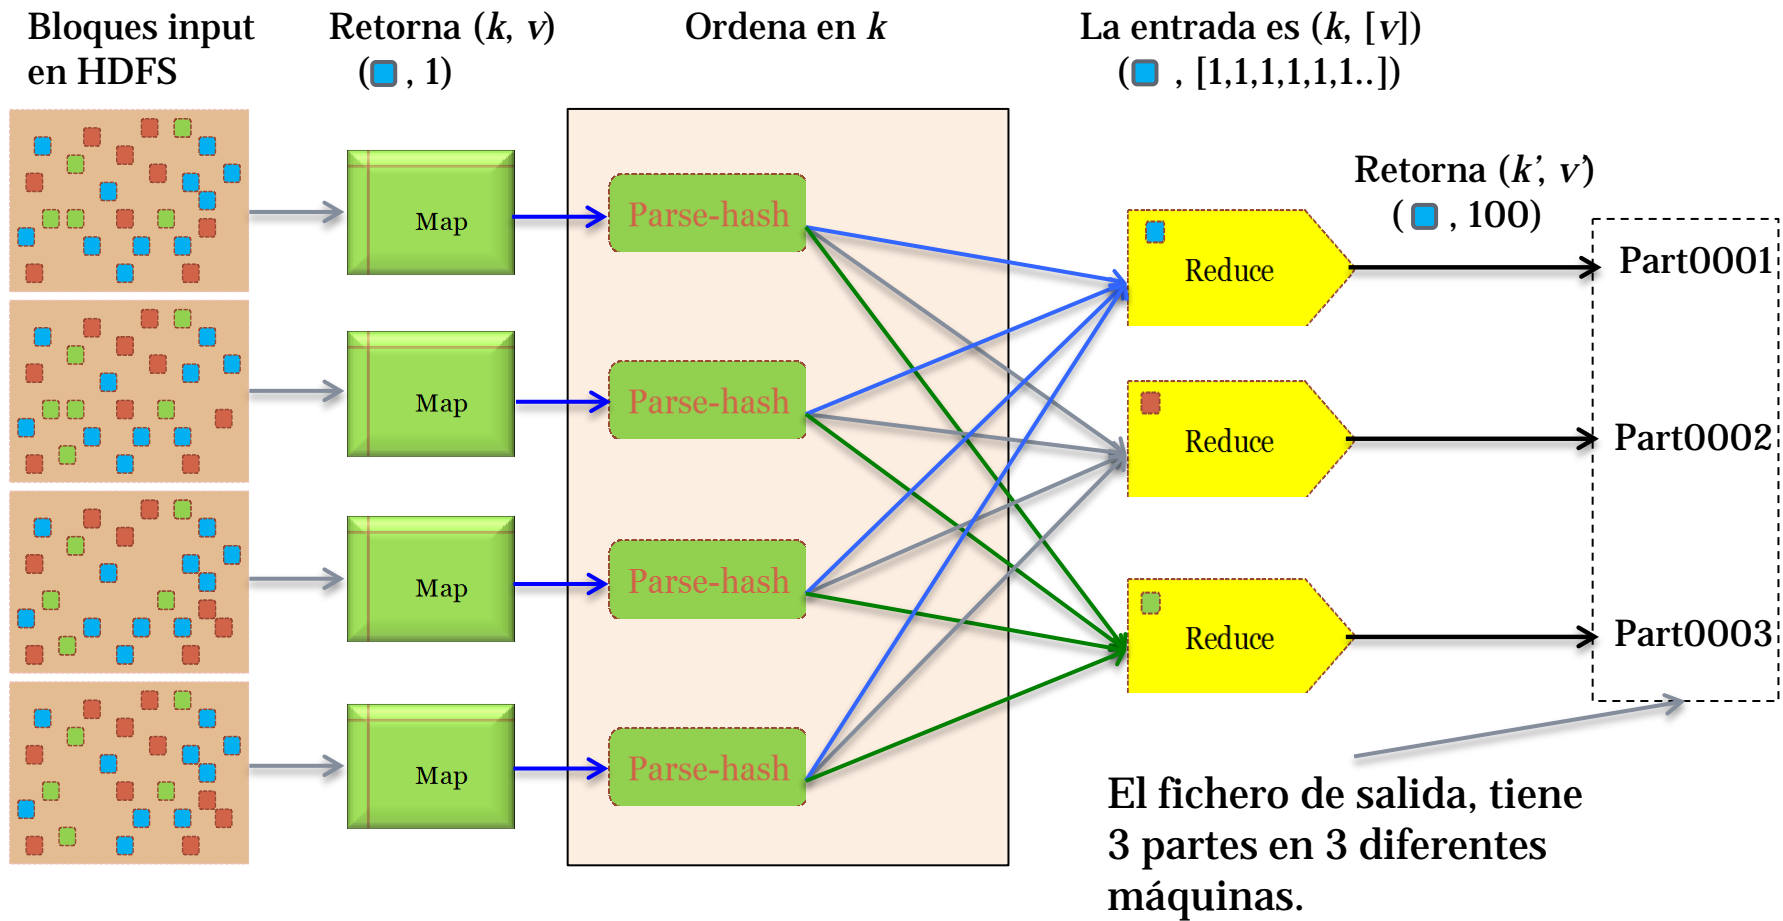 Bloques input
en HDFS
Retorna (k, v)
( , 1)
Ordena en k
La entrada es (k, [v])
( , [1,1,1,1,1,1..])
Map
Parse-hash
Reduce
Retorna (k’, v’)
( , 100)
Part0001
Map
Parse-hash
Reduce
Part0002
Map
Parse-hash
Reduce
Part0003
Map
Parse-hash
El fichero de salida, tiene
3 partes en 3 diferentes
máquinas.